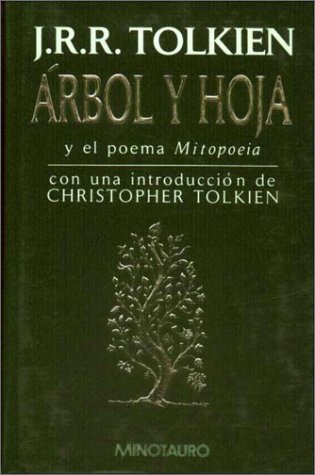 J.R.R. TOLKIEN
ÁRBOL Y HOJA
y el poema Mitopoeia
con una introducción de
CHRISTOPHER TOLKIEN
MINOTAURO